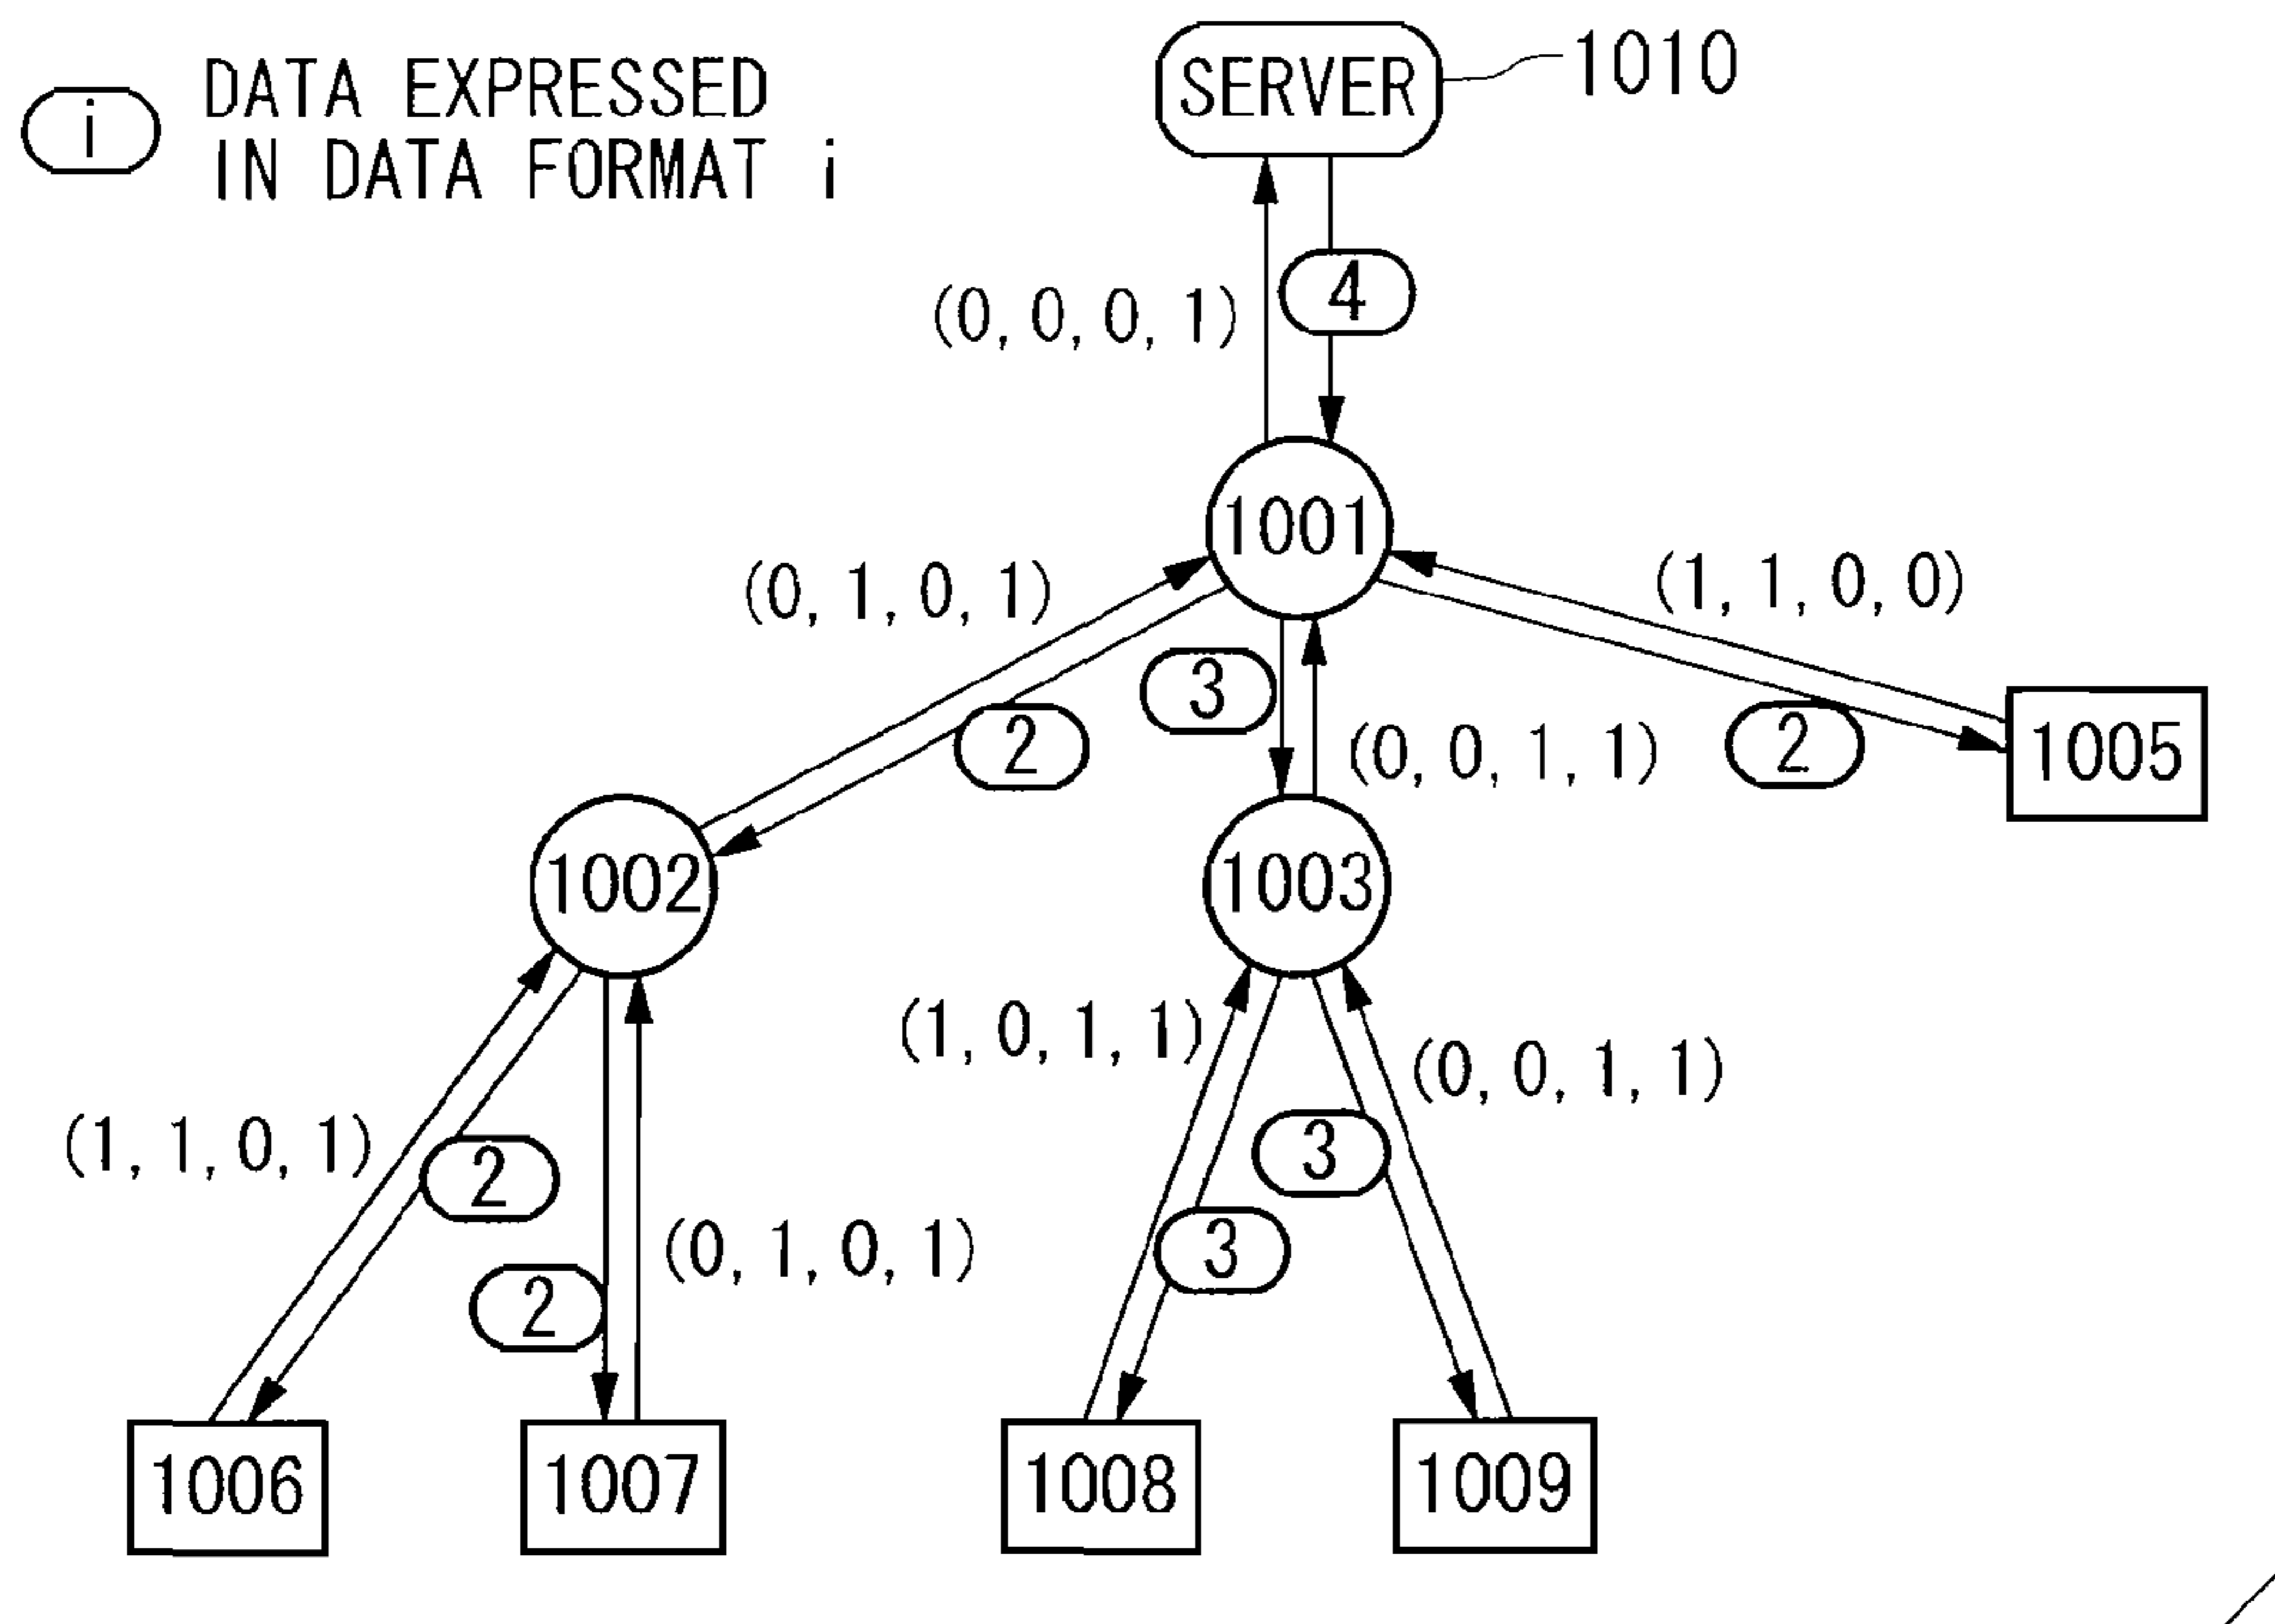 SERVER
1010
i
DATA EXPRESSED
IN DATA FORMAT i
(0, 0, 0, 1)
4
1001
(0, 1, 0, 1)
(1, 1, 0, 0)
3
2
(0, 0, 1, 1)
2
1005
1002
1003
(1, 0, 1, 1)
(0, 0, 1, 1)
(1, 1, 0, 1)
2
3
(0, 1, 0, 1)
3
2
1006
1007
1008
1009